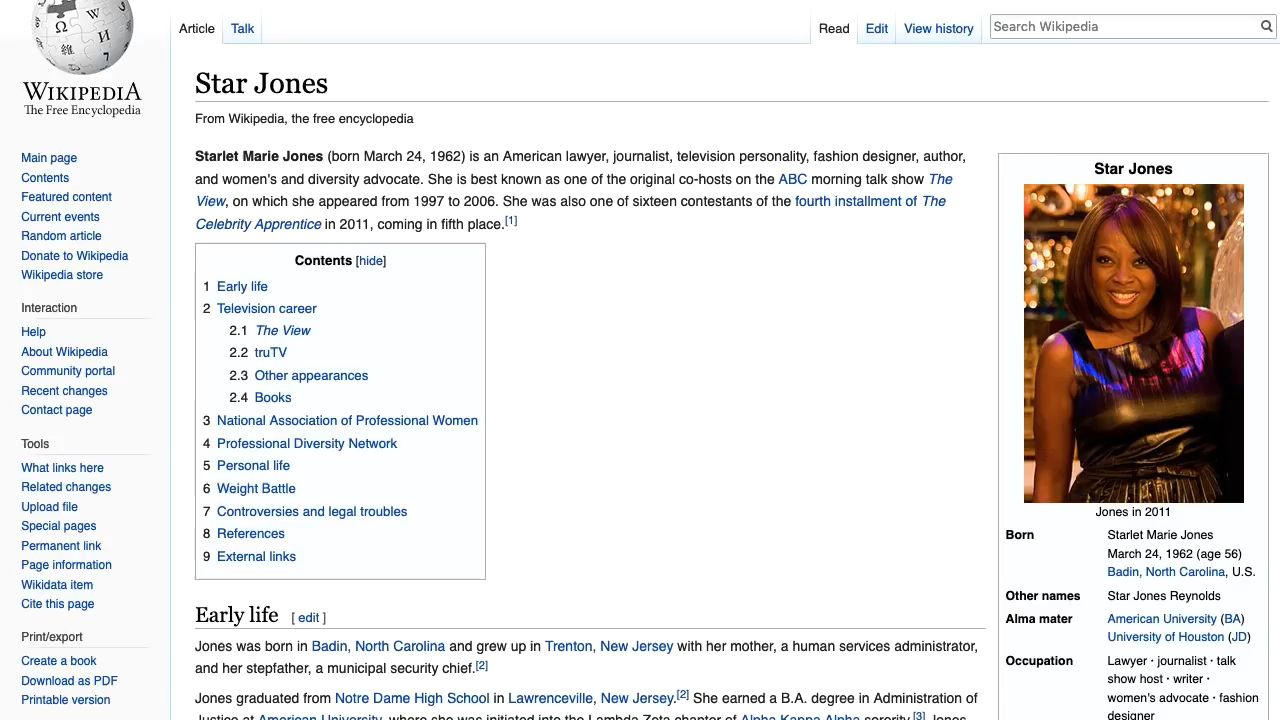 Article
Talk
Read
Edit
View history
Search Wikipedia
Ω W
維 И
7
WIKIPEDIA
The Free Encyclopedia
Main page
Contents
Featured content
Current events
Random article
Donate to Wikipedia
Wikipedia store
Interaction
Help
About Wikipedia
Community portal
Recent changes
Contact page
Tools
What links here
Related changes
Upload file
Special pages
Permanent link
Page information
Wikidata item
Cite this page
Print/export
Create a book
Download as PDF
Printable version
Star Jones
From Wikipedia, the free encyclopedia
Starlet Marie Jones (born March 24, 1962) is an American lawyer, journalist, television personality, fashion designer, author,
and women's and diversity advocate. She is best known as one of the original co-hosts on the ABC morning talk show The
View, on which she appeared from 1997 to 2006. She was also one of sixteen contestants of the fourth installment of The
Celebrity Apprentice in 2011, coming in fifth place.[1]
Contents [hide]
1 Early life
2 Television career
2.1 The View
2.2 truTV
2.3 Other appearances
2.4 Books
3 National Association of Professional Women
4 Professional Diversity Network
5 Personal life
6 Weight Battle
7 Controversies and legal troubles
8 References
9 External links
Early life [ edit ]
Jones was born in Badin, North Carolina and grew up in Trenton, New Jersey with her mother, a human services administrator,
and her stepfather, a municipal security chief.[2]
Jones graduated from Notre Dame High School in Lawrenceville, New Jersey.[2] She earned a B.A. degree in Administration of
Justice at American University, where she was initiated into the Lambda Zeta chapter of Alpha Kappa Alpha sorority.[3] Jones
Star Jones
Jones in 2011
Born Starlet Marie Jones
March 24, 1962 (age 56)
Badin, North Carolina, U.S.
Other names Star Jones Reynolds
Alma mater American University (BA)
University of Houston (JD)
Occupation Lawyer · journalist · talk
show host · writer ·
women's advocate · fashion
designer